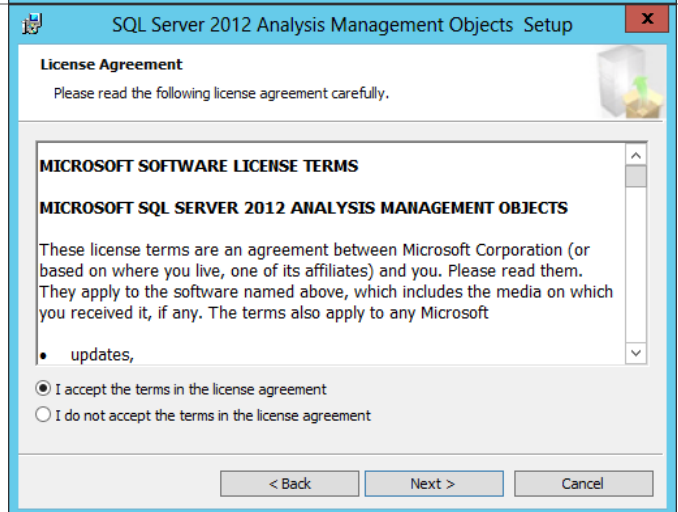 SQL Server 2012 Analysis Management Objects Setup
x
License Agreement
Please read the following license agreement carefully.
MICROSOFT SOFTWARE LICENSE TERMS
MICROSOFT SQL SERVER 2012 ANALYSIS MANAGEMENT OBJECTS
These license terms are an agreement between Microsoft Corporation (or
based on where you live, one of its affiliates) and you. Please read them.
They apply to the software named above, which includes the media on which
you received it, if any. The terms also apply to any Microsoft
• updates,
I accept the terms in the license agreement
I do not accept the terms in the license agreement
< Back Next > Cancel